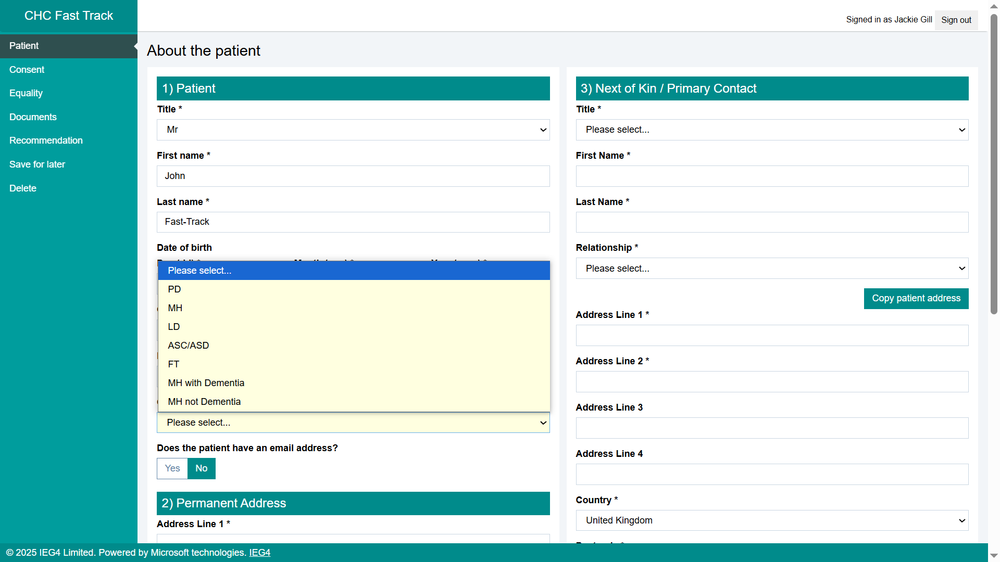 CHC Fast Track
Signed in as Jackie Gill
Sign out
Patient
Consent
Equality
Documents
Recommendation
Save for later
Delete
About the patient
1) Patient
Title *
Mr
First name *
John
Last name *
Fast-Track
Date of birth
Please select...
PD
MH
LD
ASC/ASD
FT
MH with Dementia
MH not Dementia
Please select...
Does the patient have an email address?
Yes
No
2) Permanent Address
Address Line 1 *
3) Next of Kin / Primary Contact
Title *
Please select...
First Name *
Last Name *
Relationship *
Please select...
Copy patient address
Address Line 1 *
Address Line 2 *
Address Line 3
Address Line 4
Country *
United Kingdom
© 2025 IEG4 Limited. Powered by Microsoft technologies. IEG4